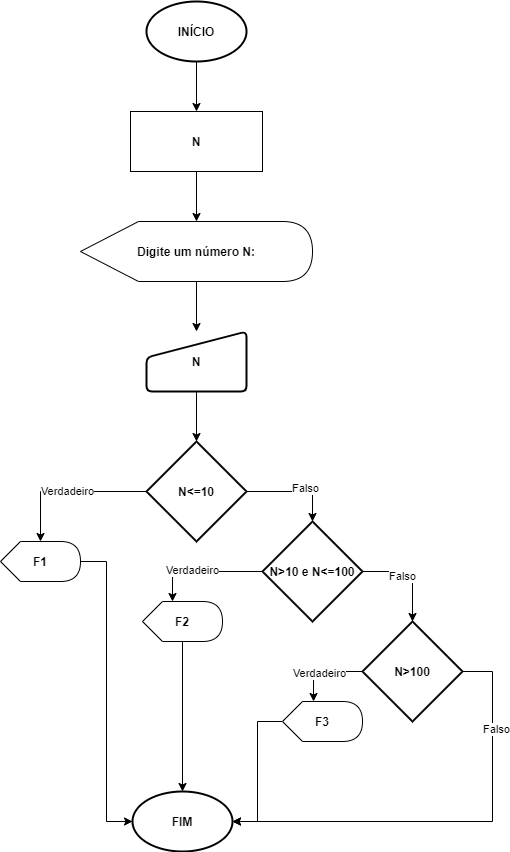 INÍCIO
N
Digite um número N:
N
N<=10
Verdadeiro
Falso
F1
N>10 e N<=100
Verdadeiro
Falso
F2
N>100
Verdadeiro
Falso
F3
FIM